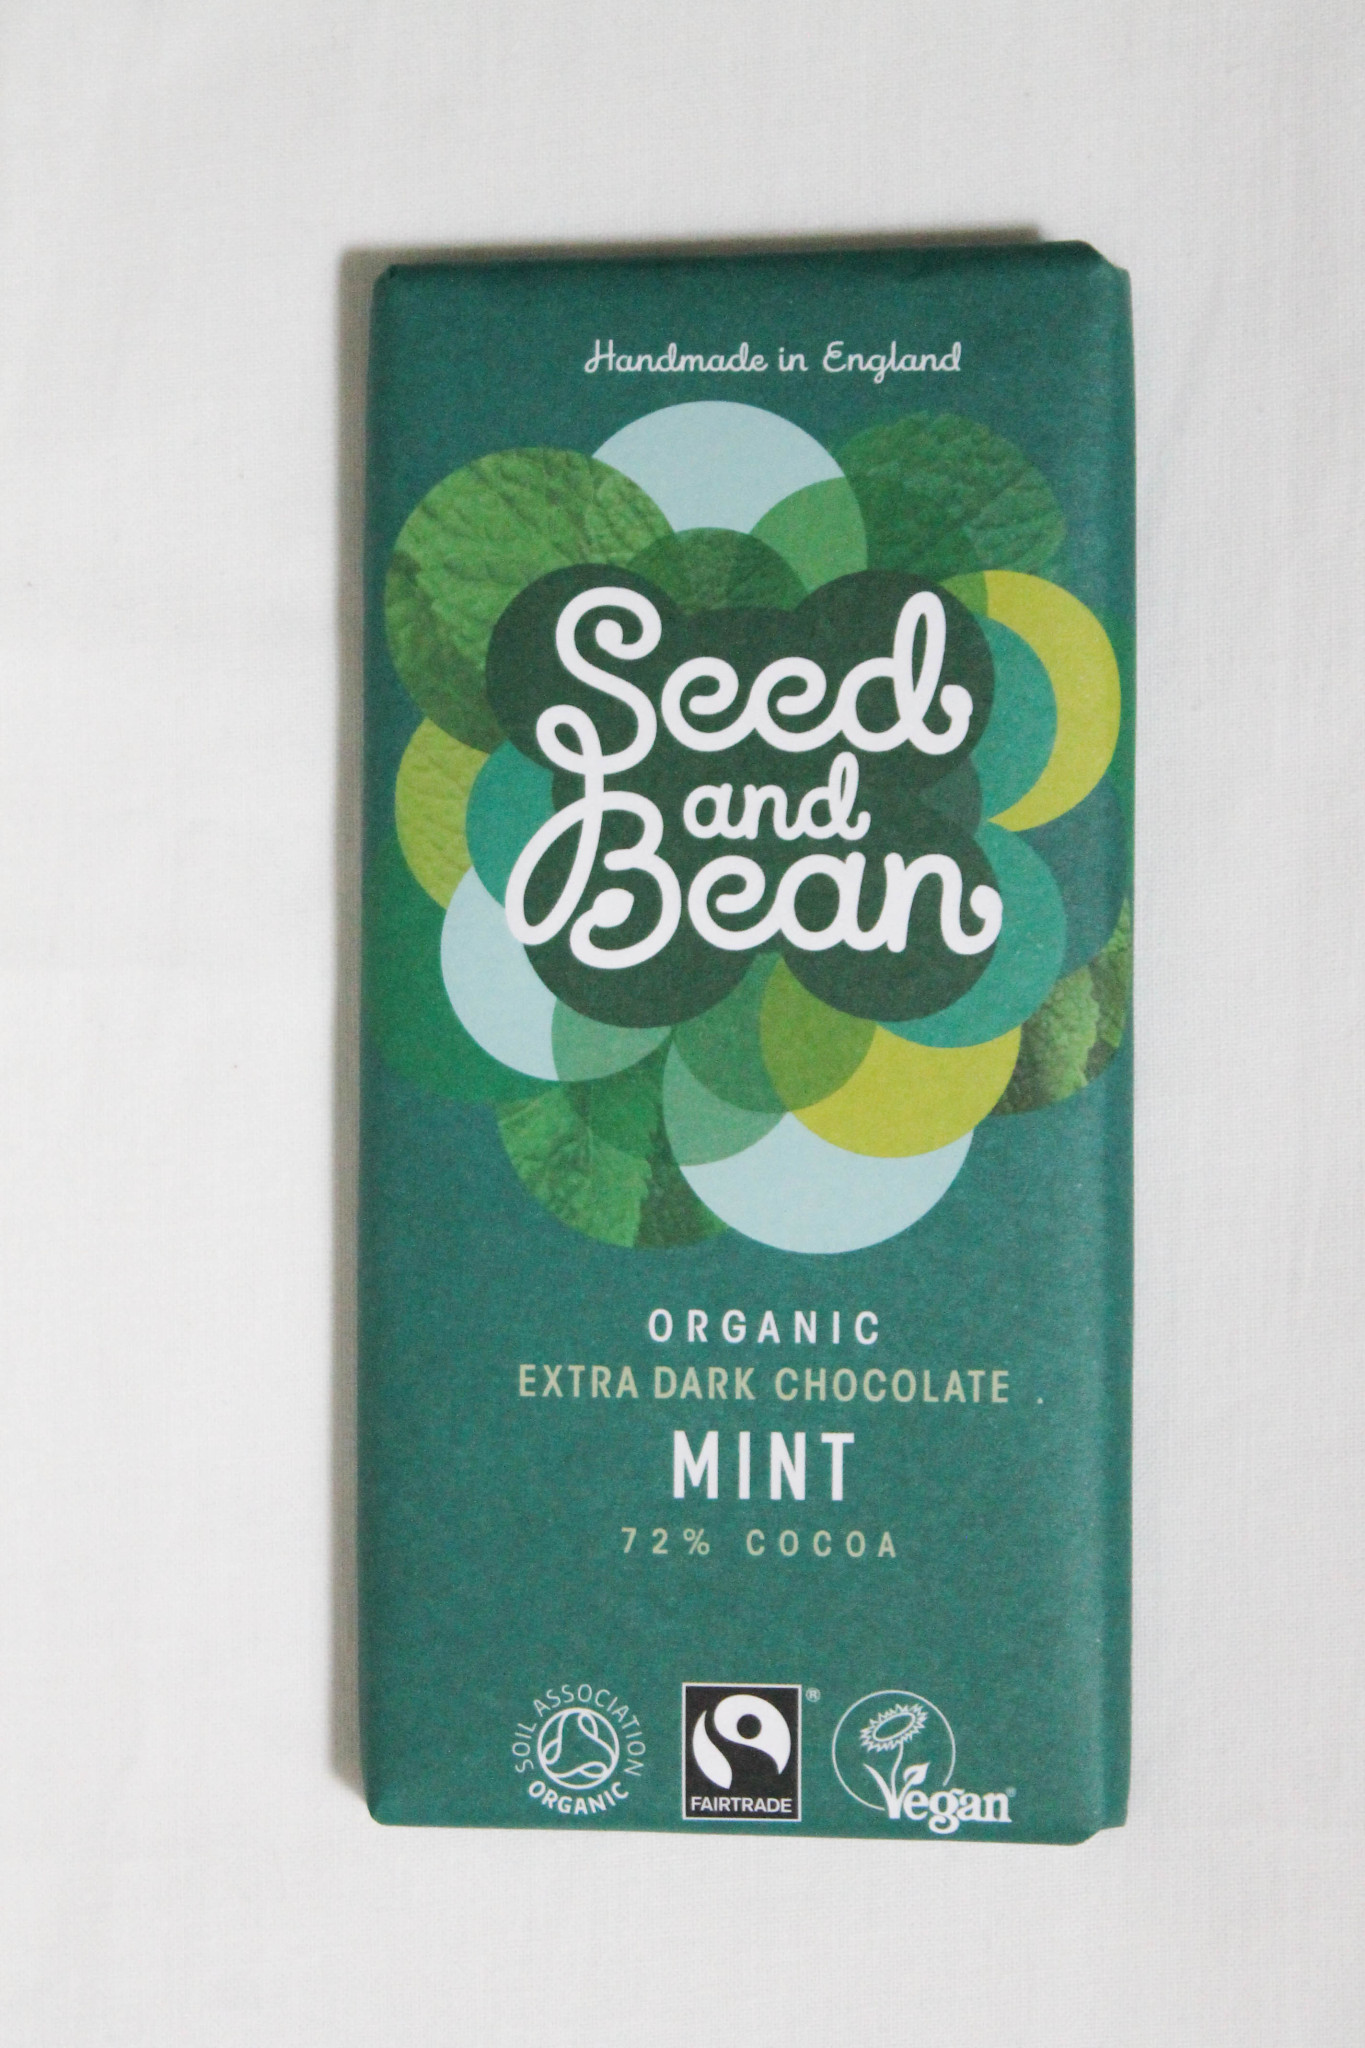 Handmade in England
Seed
and
Bean
ORGANIC
EXTRA DARK CHOCOLATE .
MINT
72% COCOA
SOIL ASSOCIATION
ORGANIC
FAIRTRADE
®
Vegan